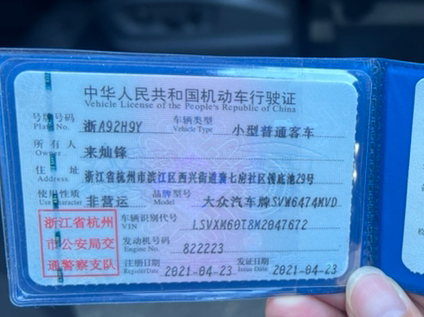 中华人民共和国机动车行驶证
Vehicle License of the People's Republic of China
号牌号码 浙A92H9Y 车辆类型 小型普通客车
Plate No. Vehicle Type
所有人 来灿锋
Owner
住址 浙江省杭州市滨江区西兴街道襄七房社区傅底池29号
Address
使用性质 非营运 品牌型号 大众汽车牌SVW6474MVD
Use Character Model
浙江省杭州
市公安局交
通警察支队
车辆识别代号 LSVXM60T8M2047672
VIN
发动机号码 822223
Engine No.
注册日期 2021-04-23 发证日期 2021-04-23
Register Date Issue Date